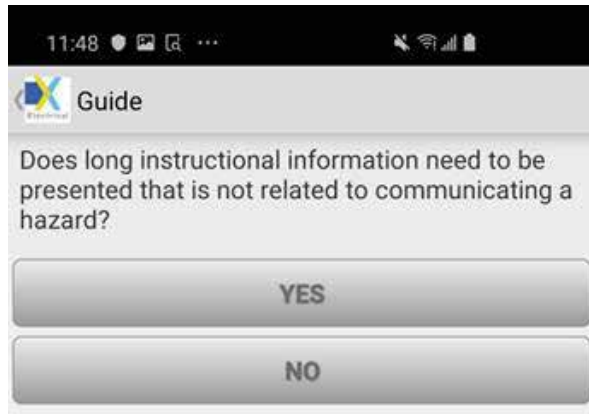 11:48
Guide
Electrical
Does long instructional information need to be
presented that is not related to communicating a
hazard?
YES
NO